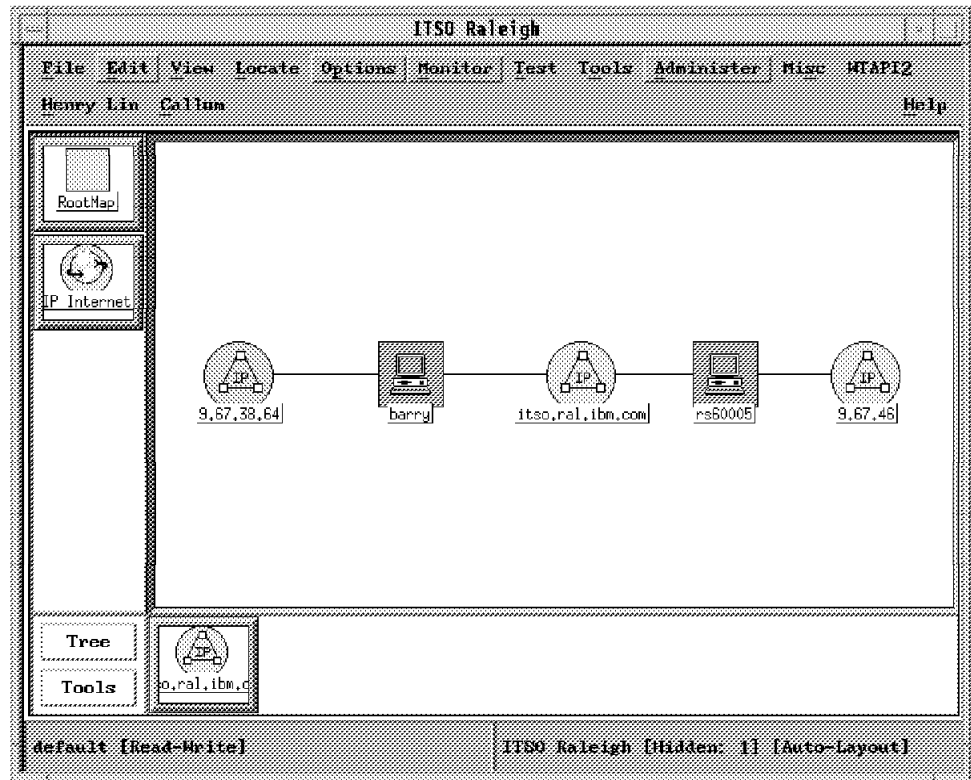 ITSO Raleigh
File Edit View Locate Options Monitor Test Tools Administer Misc WTAPI2
Henry Lin Callum Help
RootMap
IP Internet
IP IP IP
9.67.38.64 barry itso.ral.ibm.com rs60005 9.67.46
Tree
Tools
IP
o.ral.ibm.c
default [Read-Write] ITSO Raleigh [Hidden: 1] [Auto-Layout]